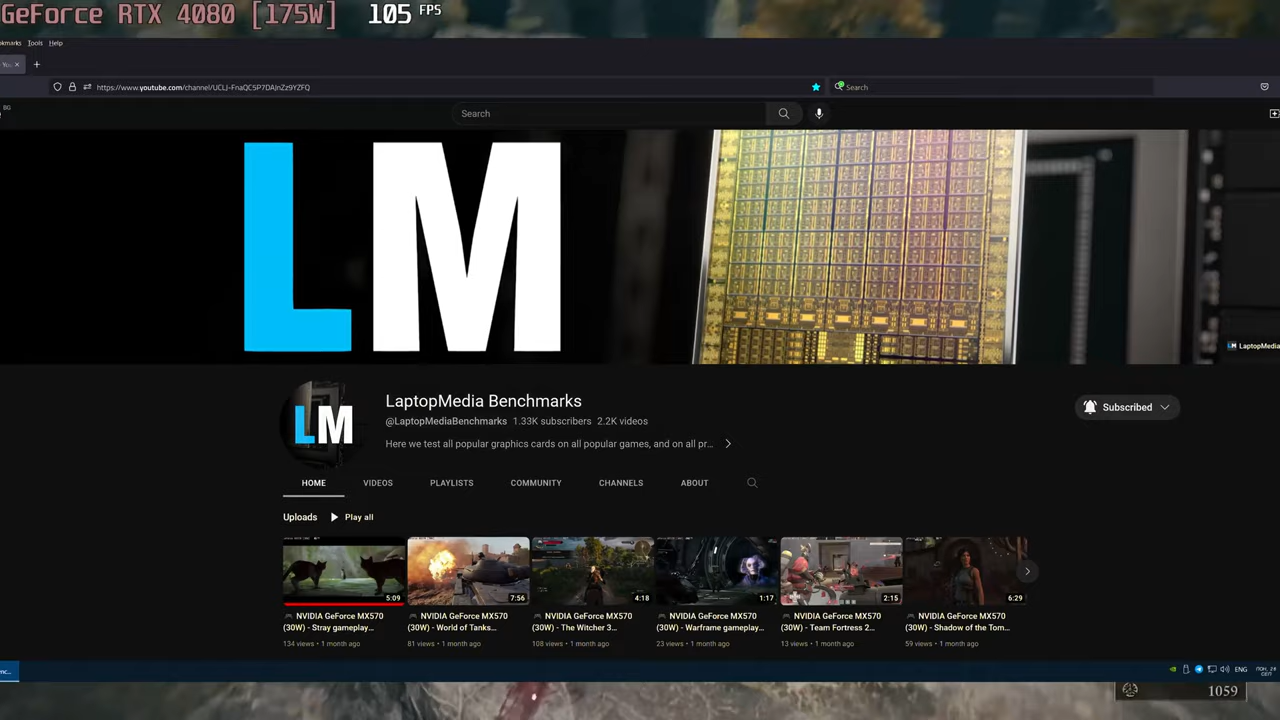 GeForce RTX 4080 [175W] 105 FPS
Tools Help
https://www.youtube.com/channel/UCLJ-FnaQC5P7DAJnZz9YZFQ
Search
BG
Search
LM
LaptopMedia
LM
LaptopMedia Benchmarks
@LaptopMediaBenchmarks 1.33K subscribers 2.2K videos
Subscribed
Here we test all popular graphics cards on all popular games, and on all pr...
HOME VIDEOS PLAYLISTS COMMUNITY CHANNELS ABOUT
Uploads Play all
5:09 7:56 4:18 1:17 2:15 6:29
NVIDIA GeForce MX570
(30W) - Stray gameplay...
134 views • 1 month ago
NVIDIA GeForce MX570
(30W) - World of Tanks...
81 views • 1 month ago
NVIDIA GeForce MX570
(30W) - The Witcher 3...
108 views • 1 month ago
NVIDIA GeForce MX570
(30W) - Warframe gameplay...
23 views • 1 month ago
NVIDIA GeForce MX570
(30W) - Team Fortress 2...
13 views • 1 month ago
NVIDIA GeForce MX570
(30W) - Shadow of the Tom...
59 views • 1 month ago
ENG
1059